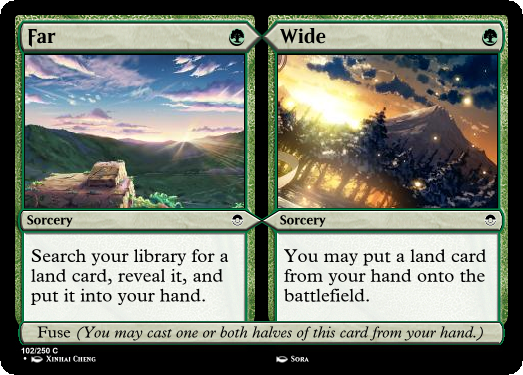 Far
Sorcery
Search your library for a
land card, reveal it, and
put it into your hand.
Wide
Sorcery
You may put a land card
from your hand onto the
battlefield.
Fuse (You may cast one or both halves of this card from your hand.)
102/250 C
• Xinhai Cheng
Sora